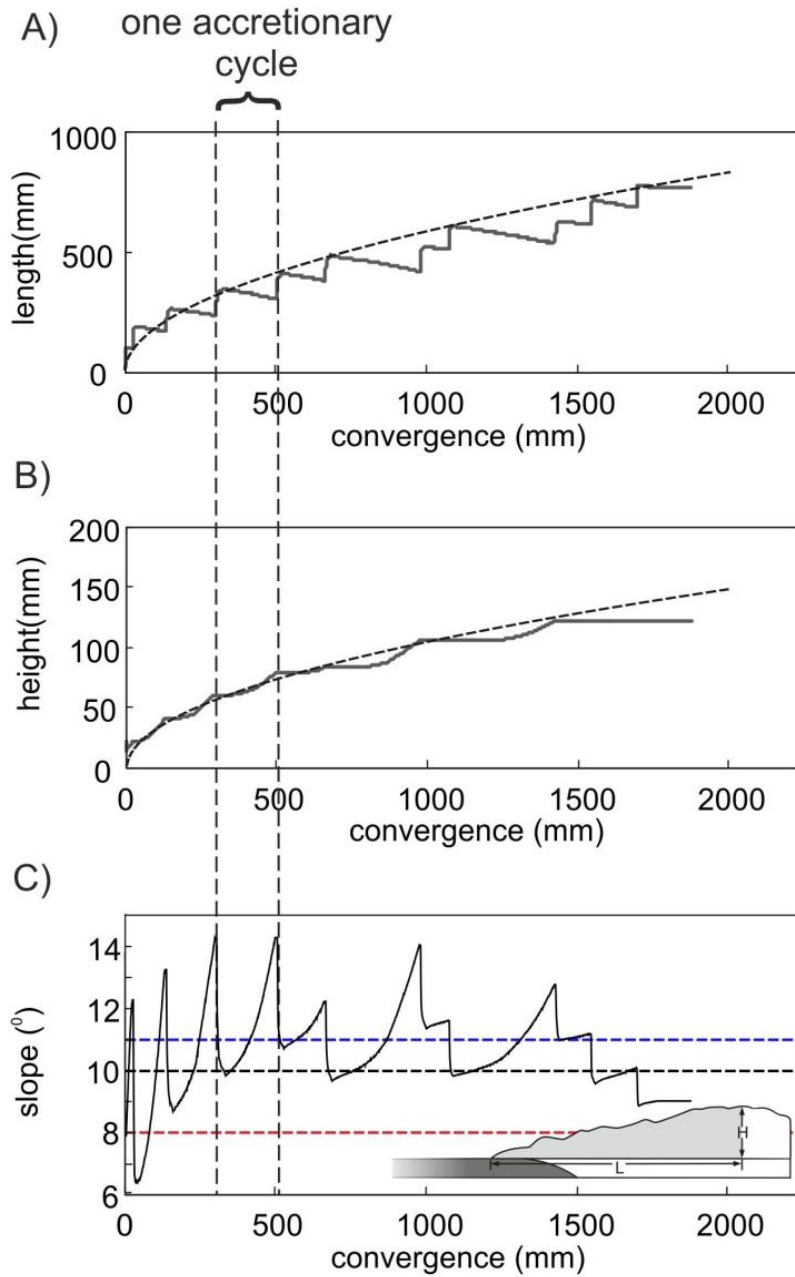 A)
one accretionary
cycle
1000
500
0
length(mm)
0 500 1000 1500 2000
convergence (mm)
B)
200
150
100
50
0
height(mm)
0 500 1000 1500 2000
convergence (mm)
C)
14
12
10
8
6
slope (⁰)
H
L
0 500 1000 1500 2000
convergence (mm)